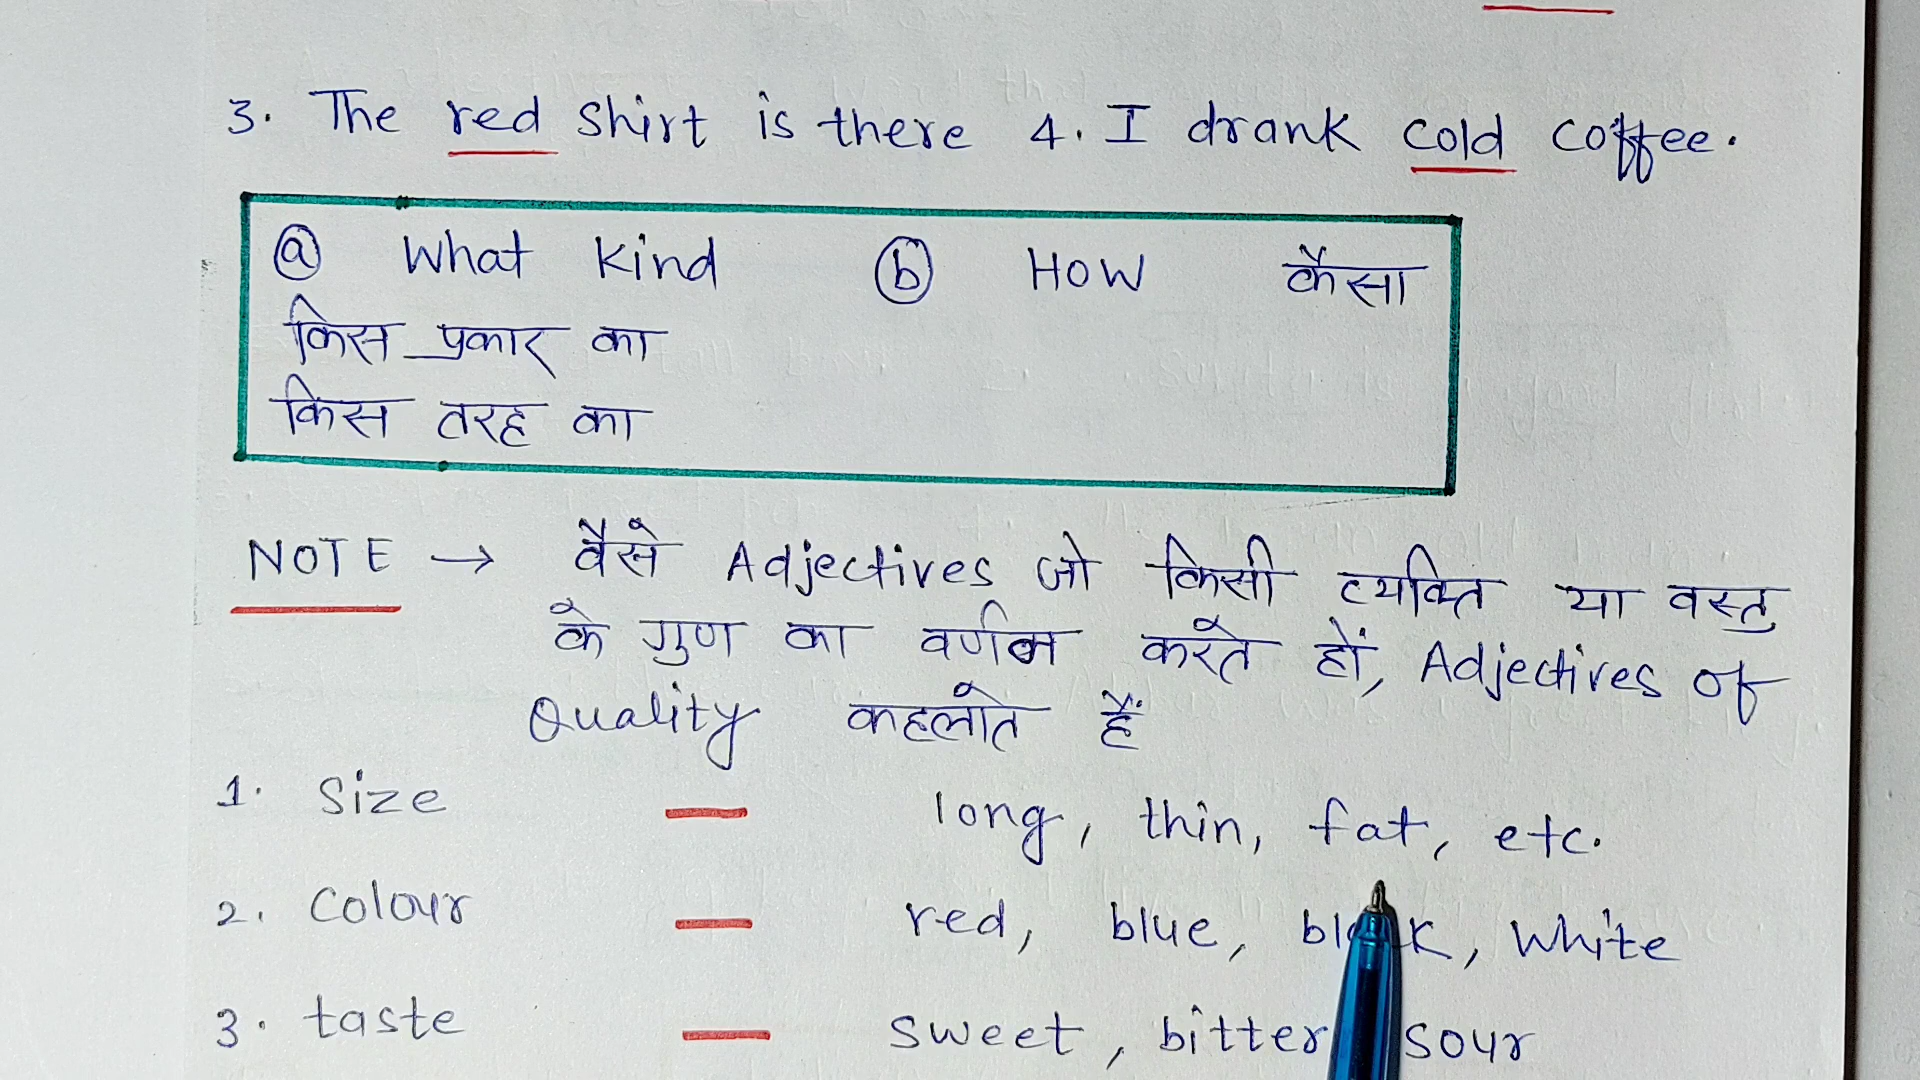 3. The red shirt is there 4. I drank cold coffee.
ⓐ What kind ⓑ How कैसा
किस प्रकार का
किस तरह का
NOTE → वैसे Adjectives जो किसी व्यक्ति या वस्तु
के गुण का वर्णन करते हों, Adjectives of
Quality कहलाते हैं
1. Size — long, thin, fat, etc.
2. Colour — red, blue, black, White
3. taste — sweet, bitter sour